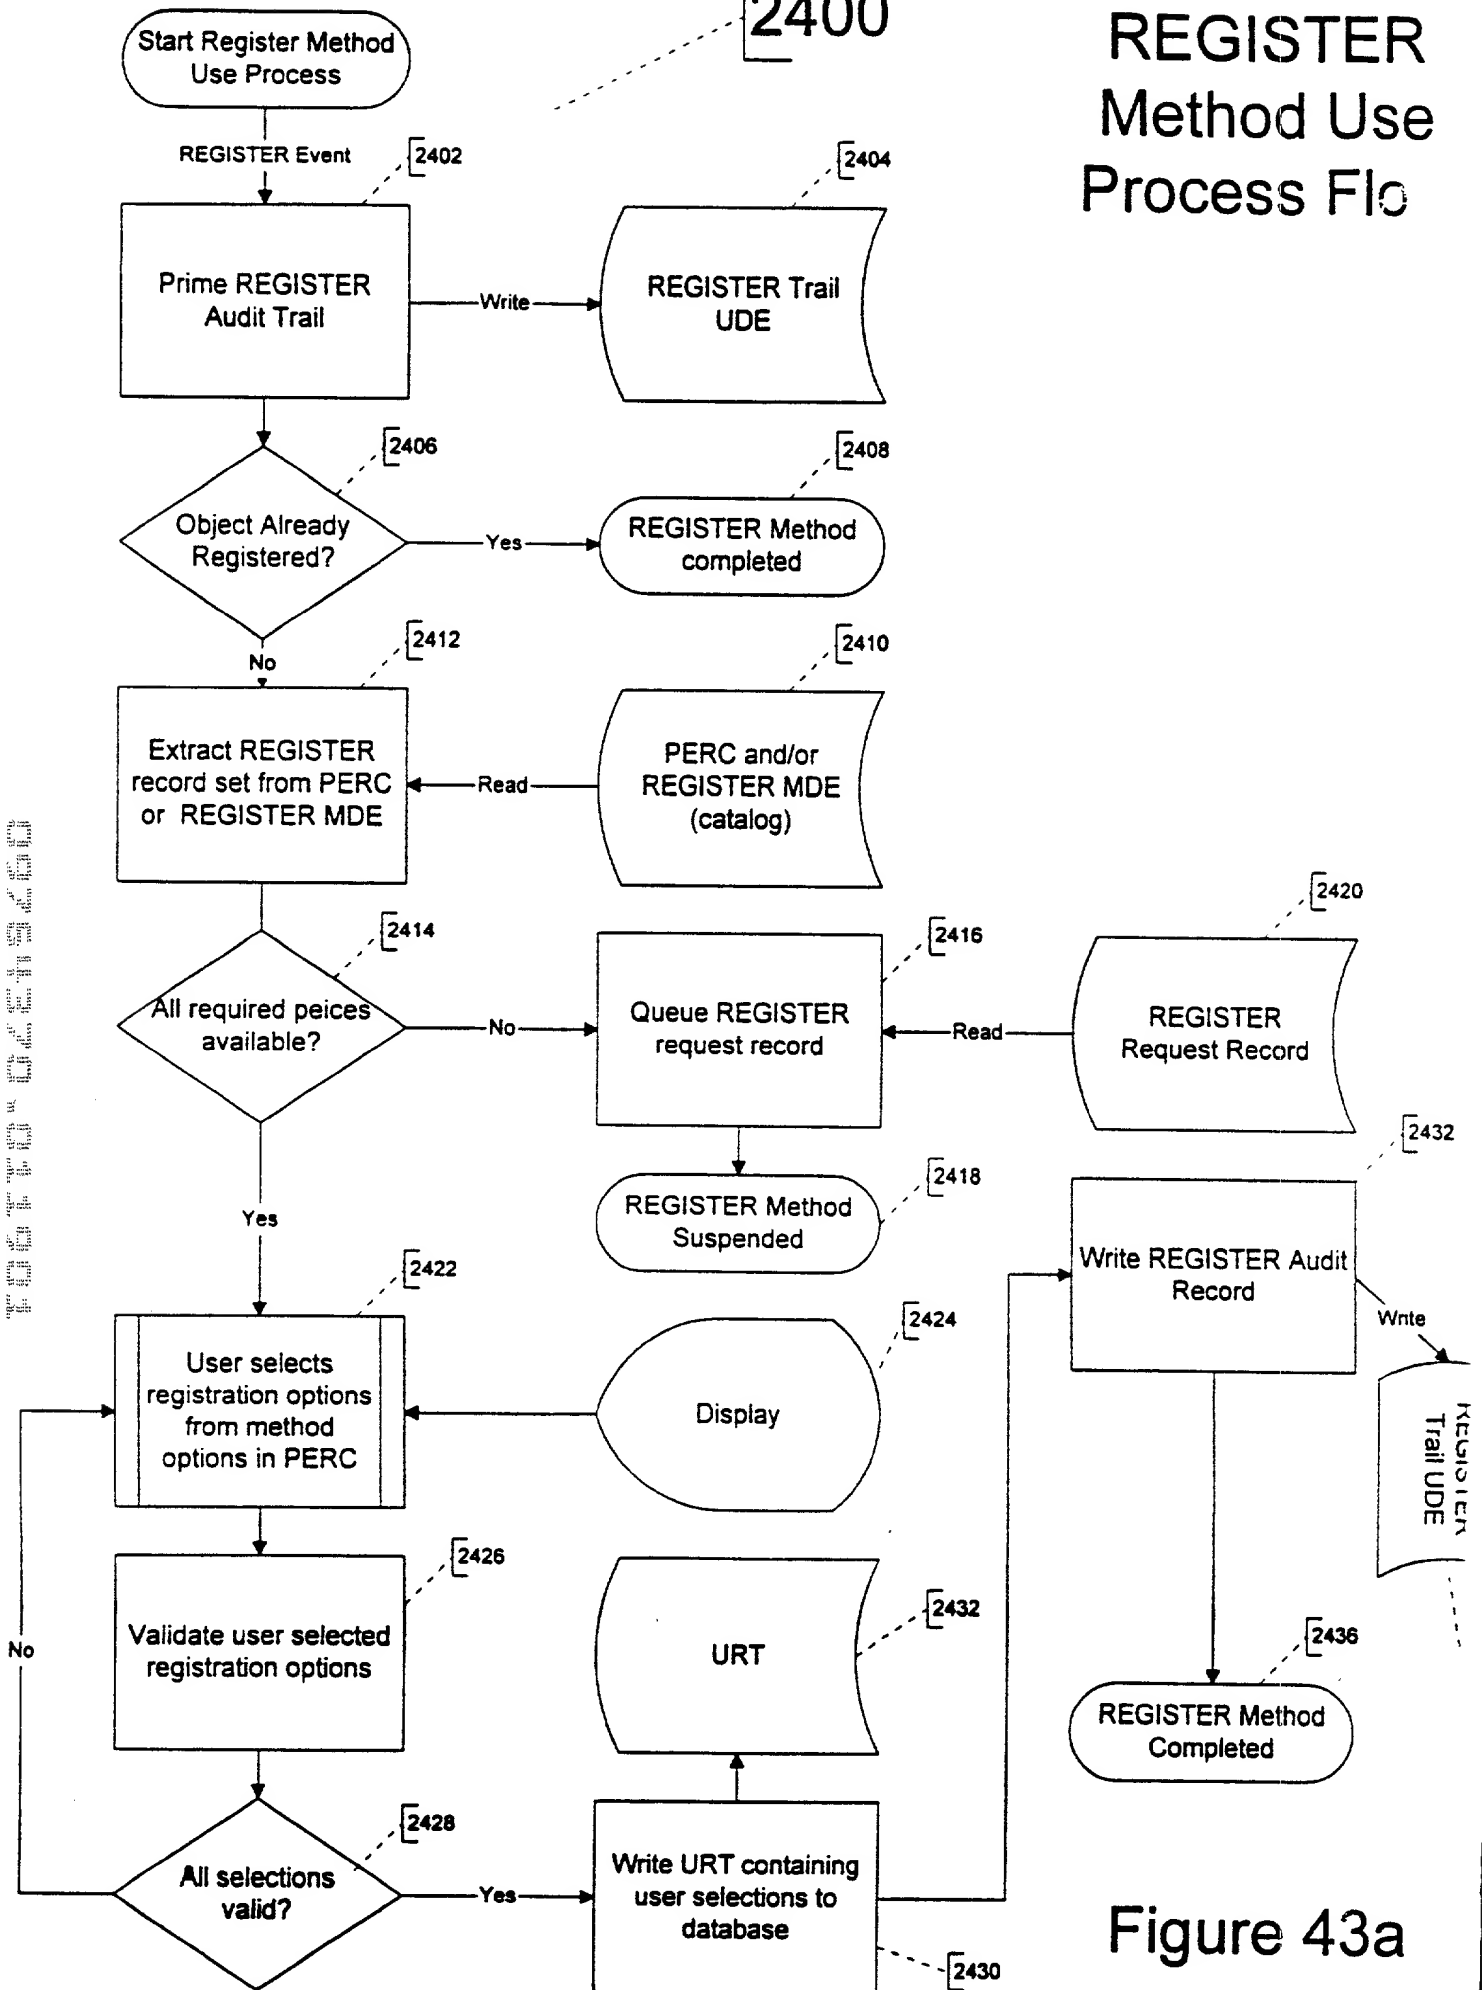 2400
REGISTER
Method Use
Process Flo
Start Register Method
Use Process
REGISTER Event
2402
2404
Prime REGISTER
Audit Trail
Write
REGISTER Trail
UDE
2406
2408
Object Already
Registered?
Yes
REGISTER Method
completed
No
2412
2410
Extract REGISTER
record set from PERC
or REGISTER MDE
Read
PERC and/or
REGISTER MDE
(catalog)
2414
2416
2420
All required peices
available?
No
Queue REGISTER
request record
Read
REGISTER
Request Record
2418
REGISTER Method
Suspended
2432
Write REGISTER Audit
Record
Write
REGISTER
Trail UDE
Yes
2422
2424
User selects
registration options
from method
options in PERC
Display
2426
Validate user selected
registration options
2432
URT
No
2436
REGISTER Method
Completed
2428
All selections
valid?
Yes
Write URT containing
user selections to
database
2430
Figure 43a